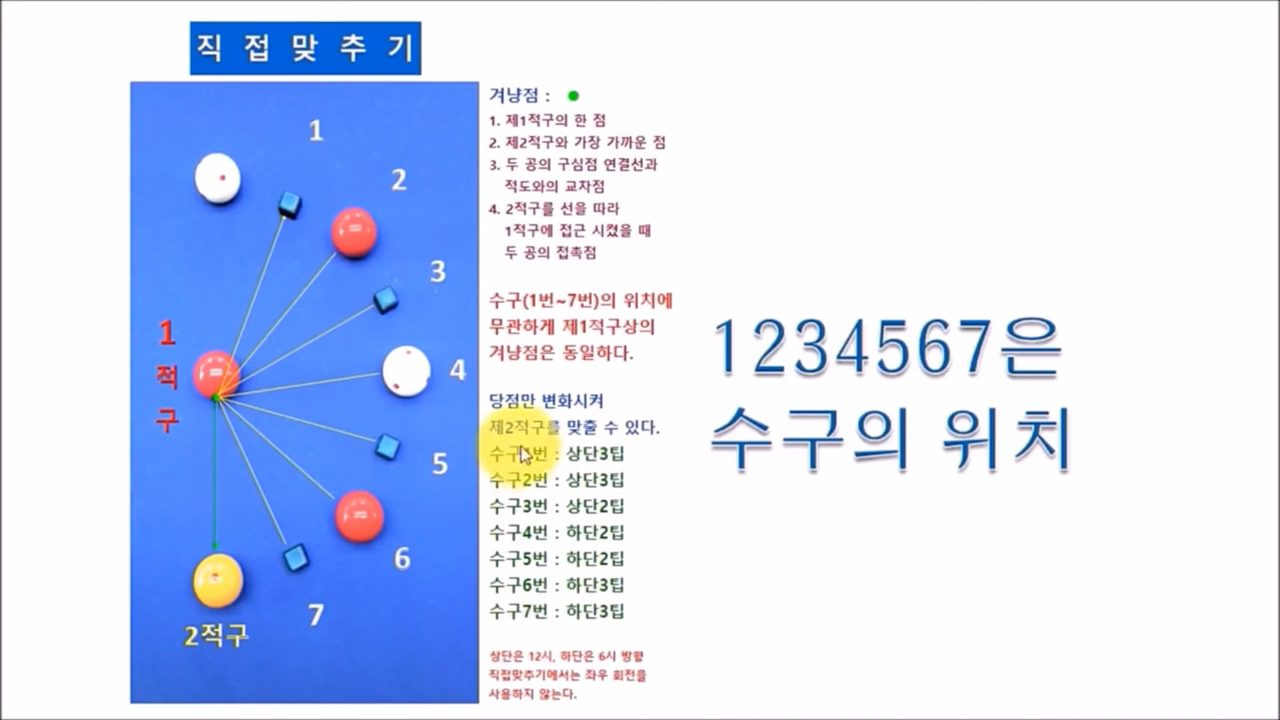 직접맞추기
1
2
3
4
5
6
7
1
적
구
2적구
겨냥점 :
1. 제1적구의 한 점
2. 제2적구와 가장 가까운 점
3. 두 공의 구심점 연결선과
적도와의 교차점
4. 2적구를 선을 따라
1적구에 접근 시켰을 때
두 공의 접촉점
수구(1번~7번)의 위치에
무관하게 제1적구상의
겨냥점은 동일하다.
당점만 변화시켜
제2적구를 맞출 수 있다.
수구1번 : 상단3팁
수구2번 : 상단3팁
수구3번 : 상단2팁
수구4번 : 하단2팁
수구5번 : 하단2팁
수구6번 : 하단3팁
수구7번 : 하단3팁
상단은 12시, 하단은 6시 방향
직접맞추기에서는 좌우 회전을
사용하지 않는다.
1234567은
수구의 위치